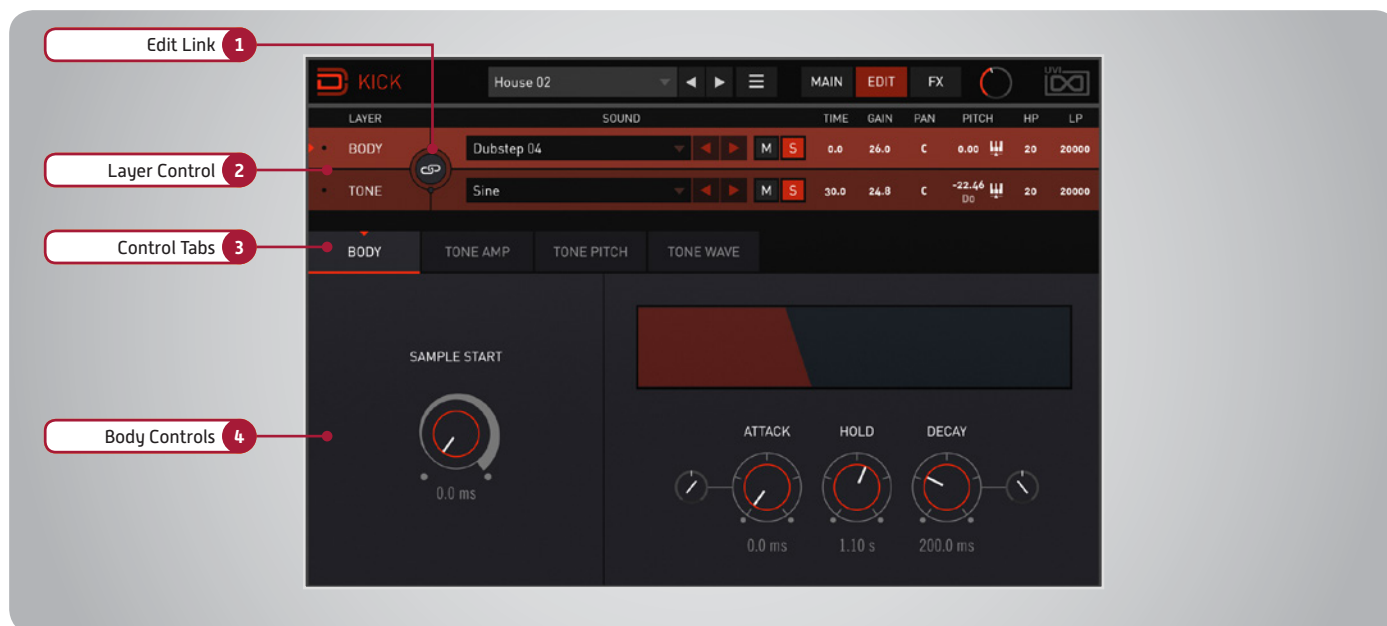 Edit Link 1
Layer Control 2
Control Tabs 3
Body Controls 4
KICK House 02 MAIN EDIT FX UVI
LAYER SOUND TIME GAIN PAN PITCH HP LP
BODY Dubstep 04 M S 0.0 26.0 C 0.00 20 20000
TONE Sine M S 30.0 24.8 C -22.46 20 20000
D0
BODY TONE AMP TONE PITCH TONE WAVE
SAMPLE START
0.0 ms
ATTACK HOLD DECAY
0.0 ms 1.10 s 200.0 ms